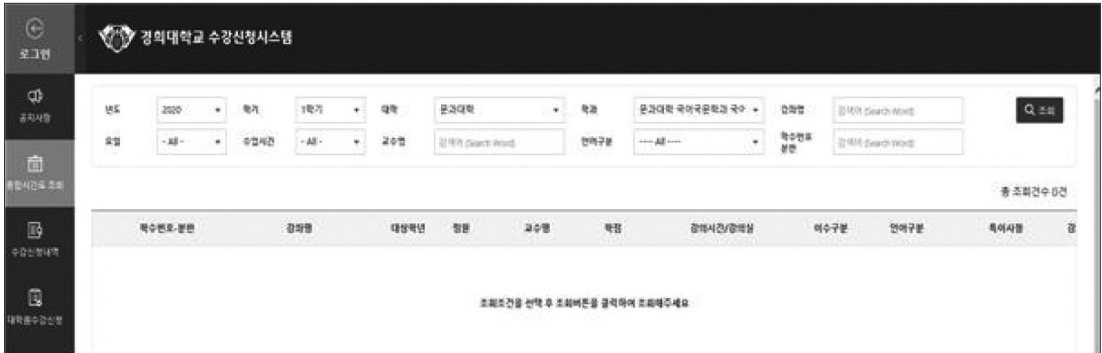 로그인
경희대학교 수강신청시스템
공지사항
종합시간표 조회
수강신청내역
대학종수강신청
년도 2020 학기 1학기 대학 문과대학 학과 문과대학 국어국문학과 국어 강좌명 검색어 (Search Word) 조회
요일 - All - 수업시간 - All - 교수명 검색어 (Search Word) 언어구분 ---- All ---- 학수번호 분반 검색어 (Search Word)
총 조회건수 0건
학수번호-분반 강좌명 대상학년 정원 교수명 학점 강의시간/강의실 이수구분 언어구분 특이사항 강
조회조건을 선택 후 조회버튼을 클릭하여 조회해주세요